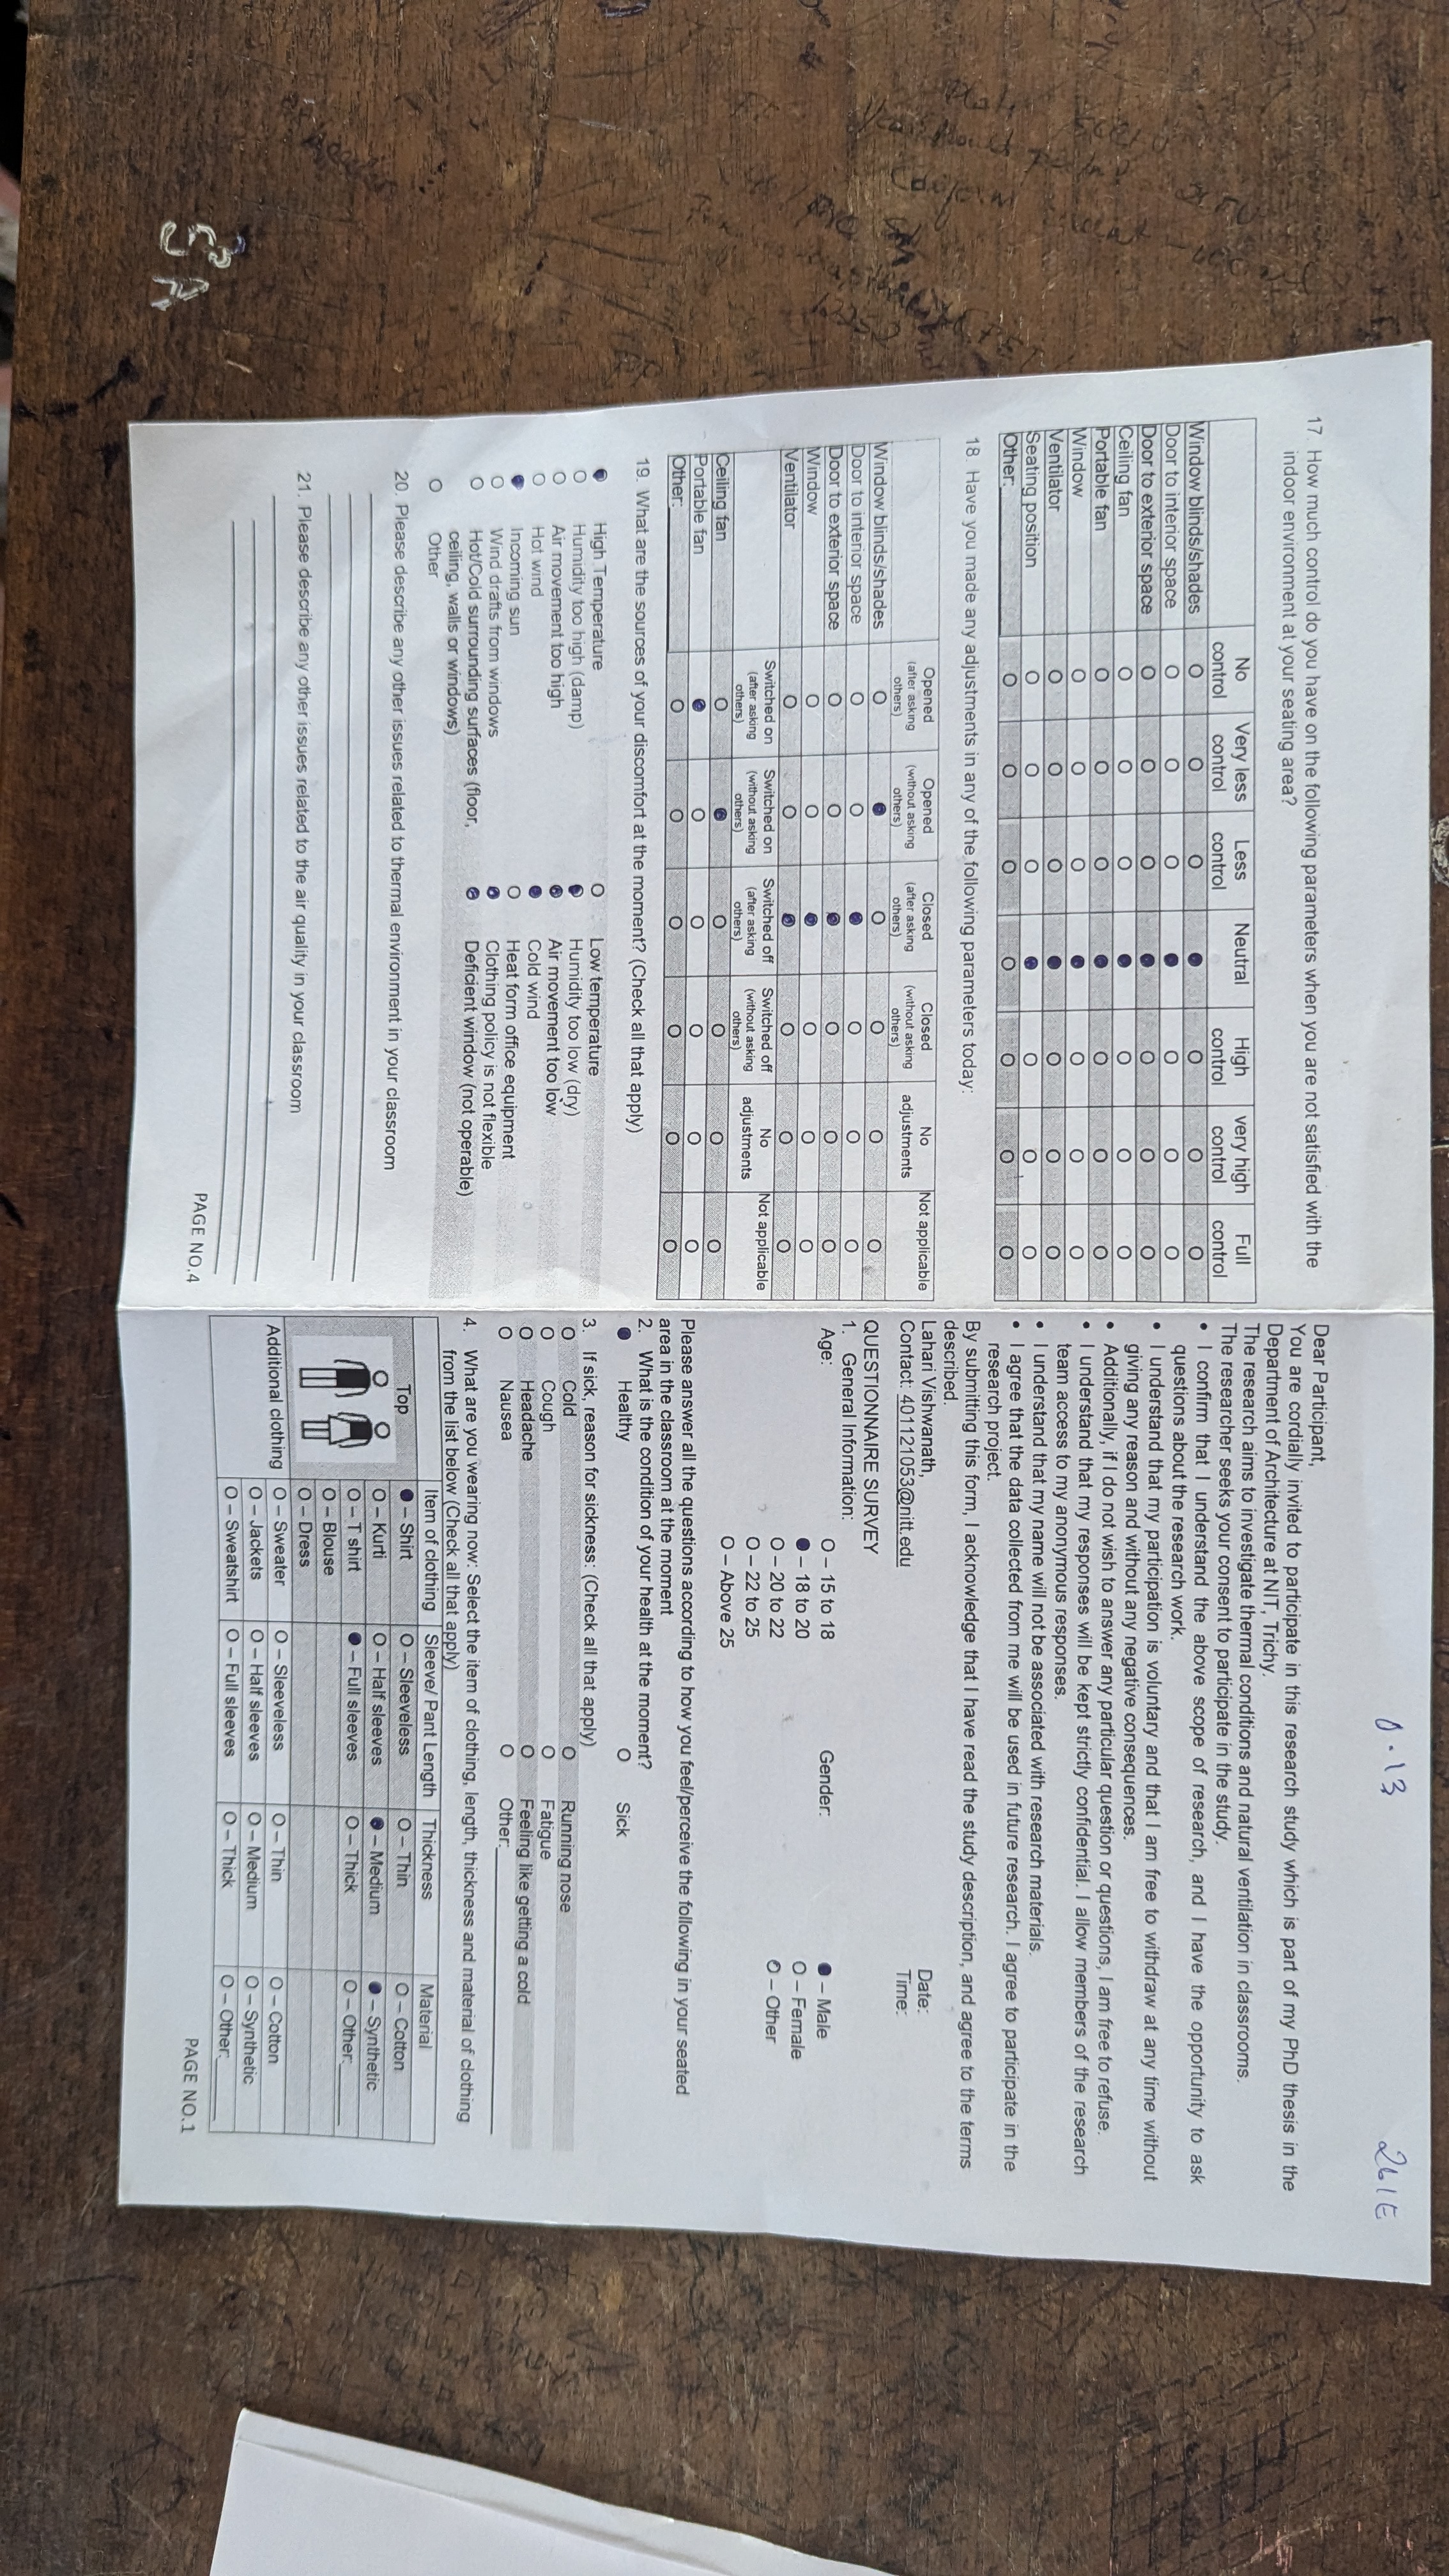 17. How much control do you have on the following parameters when you are not satisfied with the
indoor environment at your seating area?
No control Very less control Less control Neutral High control very high control Full control
Window blinds/shades O O O ● O O O
Door to interior space O O O ● O O O
Door to exterior space O O O ● O O O
Ceiling fan O O O ● O O O
Portable fan O O O ● O O O
Window O O O ● O O O
Ventilator O O O ● O O O
Seating position O O O ● O O O
Other: O O O O O O O
18. Have you made any adjustments in any of the following parameters today:
Opened (after asking others) Opened (without asking others) Closed (after asking others) Closed (without asking others) No adjustments Not applicable
Window blinds/shades O ● O O O O
Door to interior space O O ● O O O
Door to exterior space O O ● O O O
Window O O ● O O O
Ventilator O O ● O O O
Switched on (after asking others) Switched on (without asking others) Switched off (after asking others) Switched off (without asking others) No adjustments Not applicable
Ceiling fan O ● O O O O
Portable fan ● O O O O O
Other: O O O O O O
19. What are the sources of your discomfort at the moment? (Check all that apply)
● High Temperature O Low temperature
O Humidity too high (damp) ● Humidity too low (dry)
O Air movement too high ● Air movement too low
O Hot wind ● Cold wind
● Incoming sun O Heat form office equipment
O Wind drafts from windows ● Clothing policy is not flexible
O Hot/Cold surrounding surfaces (floor, ● Deficient window (not operable)
ceiling, walls or windows)
O Other
20. Please describe any other issues related to thermal environment in your classroom
21. Please describe any other issues related to the air quality in your classroom
PAGE NO.4
0.13 261E
Dear Participant,
You are cordially invited to participate in this research study which is part of my PhD thesis in the
Department of Architecture at NIT, Trichy.
The research aims to investigate thermal conditions and natural ventilation in classrooms.
The researcher seeks your consent to participate in the study.
• I confirm that I understand the above scope of research, and I have the opportunity to ask
questions about the research work.
• I understand that my participation is voluntary and that I am free to withdraw at any time without
giving any reason and without any negative consequences.
• Additionally, if I do not wish to answer any particular question or questions, I am free to refuse.
• I understand that my responses will be kept strictly confidential. I allow members of the research
team access to my anonymous responses.
• I understand that my name will not be associated with research materials.
• I agree that the data collected from me will be used in future research. I agree to participate in the
research project.
By submitting this form, I acknowledge that I have read the study description, and agree to the terms
described.
Lahari Vishwanath, Date:
Contact: 401121053@nitt.edu Time:
QUESTIONNAIRE SURVEY
1. General Information:
Age: O – 15 to 18 Gender: ● – Male
● – 18 to 20 O – Female
O – 20 to 22 O – Other
O – 22 to 25
O – Above 25
Please answer all the questions according to how you feel/perceive the following in your seated
area in the classroom at the moment
2. What is the condition of your health at the moment?
● Healthy O Sick
3. If sick, reason for sickness: (Check all that apply)
O Cold O Running nose
O Cough O Fatigue
O Headache O Feeling like getting a cold
O Nausea O Other:
4. What are you wearing now: Select the item of clothing, length, thickness and material of clothing
from the list below (Check all that apply)
Item of clothing Sleeve/ Pant Length Thickness Material
Top ● – Shirt O – Sleeveless O – Thin O – Cotton
O – Kurti O – Half sleeves ● – Medium ● – Synthetic
O – T shirt ● – Full sleeves O – Thick O – Other:
O – Blouse
O – Dress
Additional clothing O – Sweater O – Sleeveless O – Thin O – Cotton
O – Jackets O – Half sleeves O – Medium O – Synthetic
O – Sweatshirt O – Full sleeves O – Thick O – Other:
PAGE NO.1